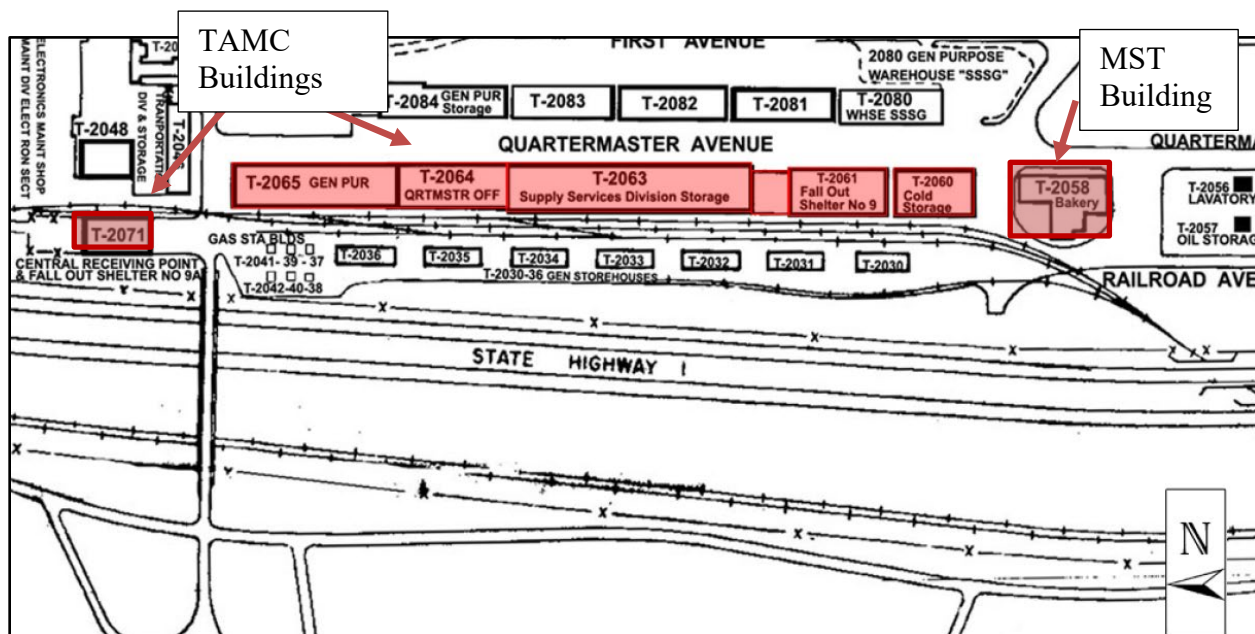 TAMC
Buildings
MST
Building
FIRST AVENUE
2080 GEN PURPOSE
WAREHOUSE "SSSG"
ELECTRONICS MAINT SHOP
MAINT DIV ELECT RON SECT
T-2048
TRANPORTATI
DIV & STORAGE
T-2084 GEN PUR
Storage
T-2083
T-2082
T-2081
T-2080
WHSE SSSG
QUARTERMASTER AVENUE
QUARTERMA
T-2065 GEN PUR
T-2064
QRTMSTR OFF
T-2063
Supply Services Division Storage
T-2061
Fall Out
Shelter No 9
T-2060
Cold
Storage
T-2058
Bakery
T-2056
LAVATORY
T-2057
OIL STORAG
T-2071
CENTRAL RECEIVING POINT
& FALL OUT SHELTER NO 9A
GAS STA BLDS
T-2041- 39 - 37
T-2042-40-38
T-2036
T-2035
T-2034
T-2033
T-2032
T-2031
T-2030
T-2030-36 GEN STOREHOUSES
RAILROAD AVE
STATE HIGHWAY I
N